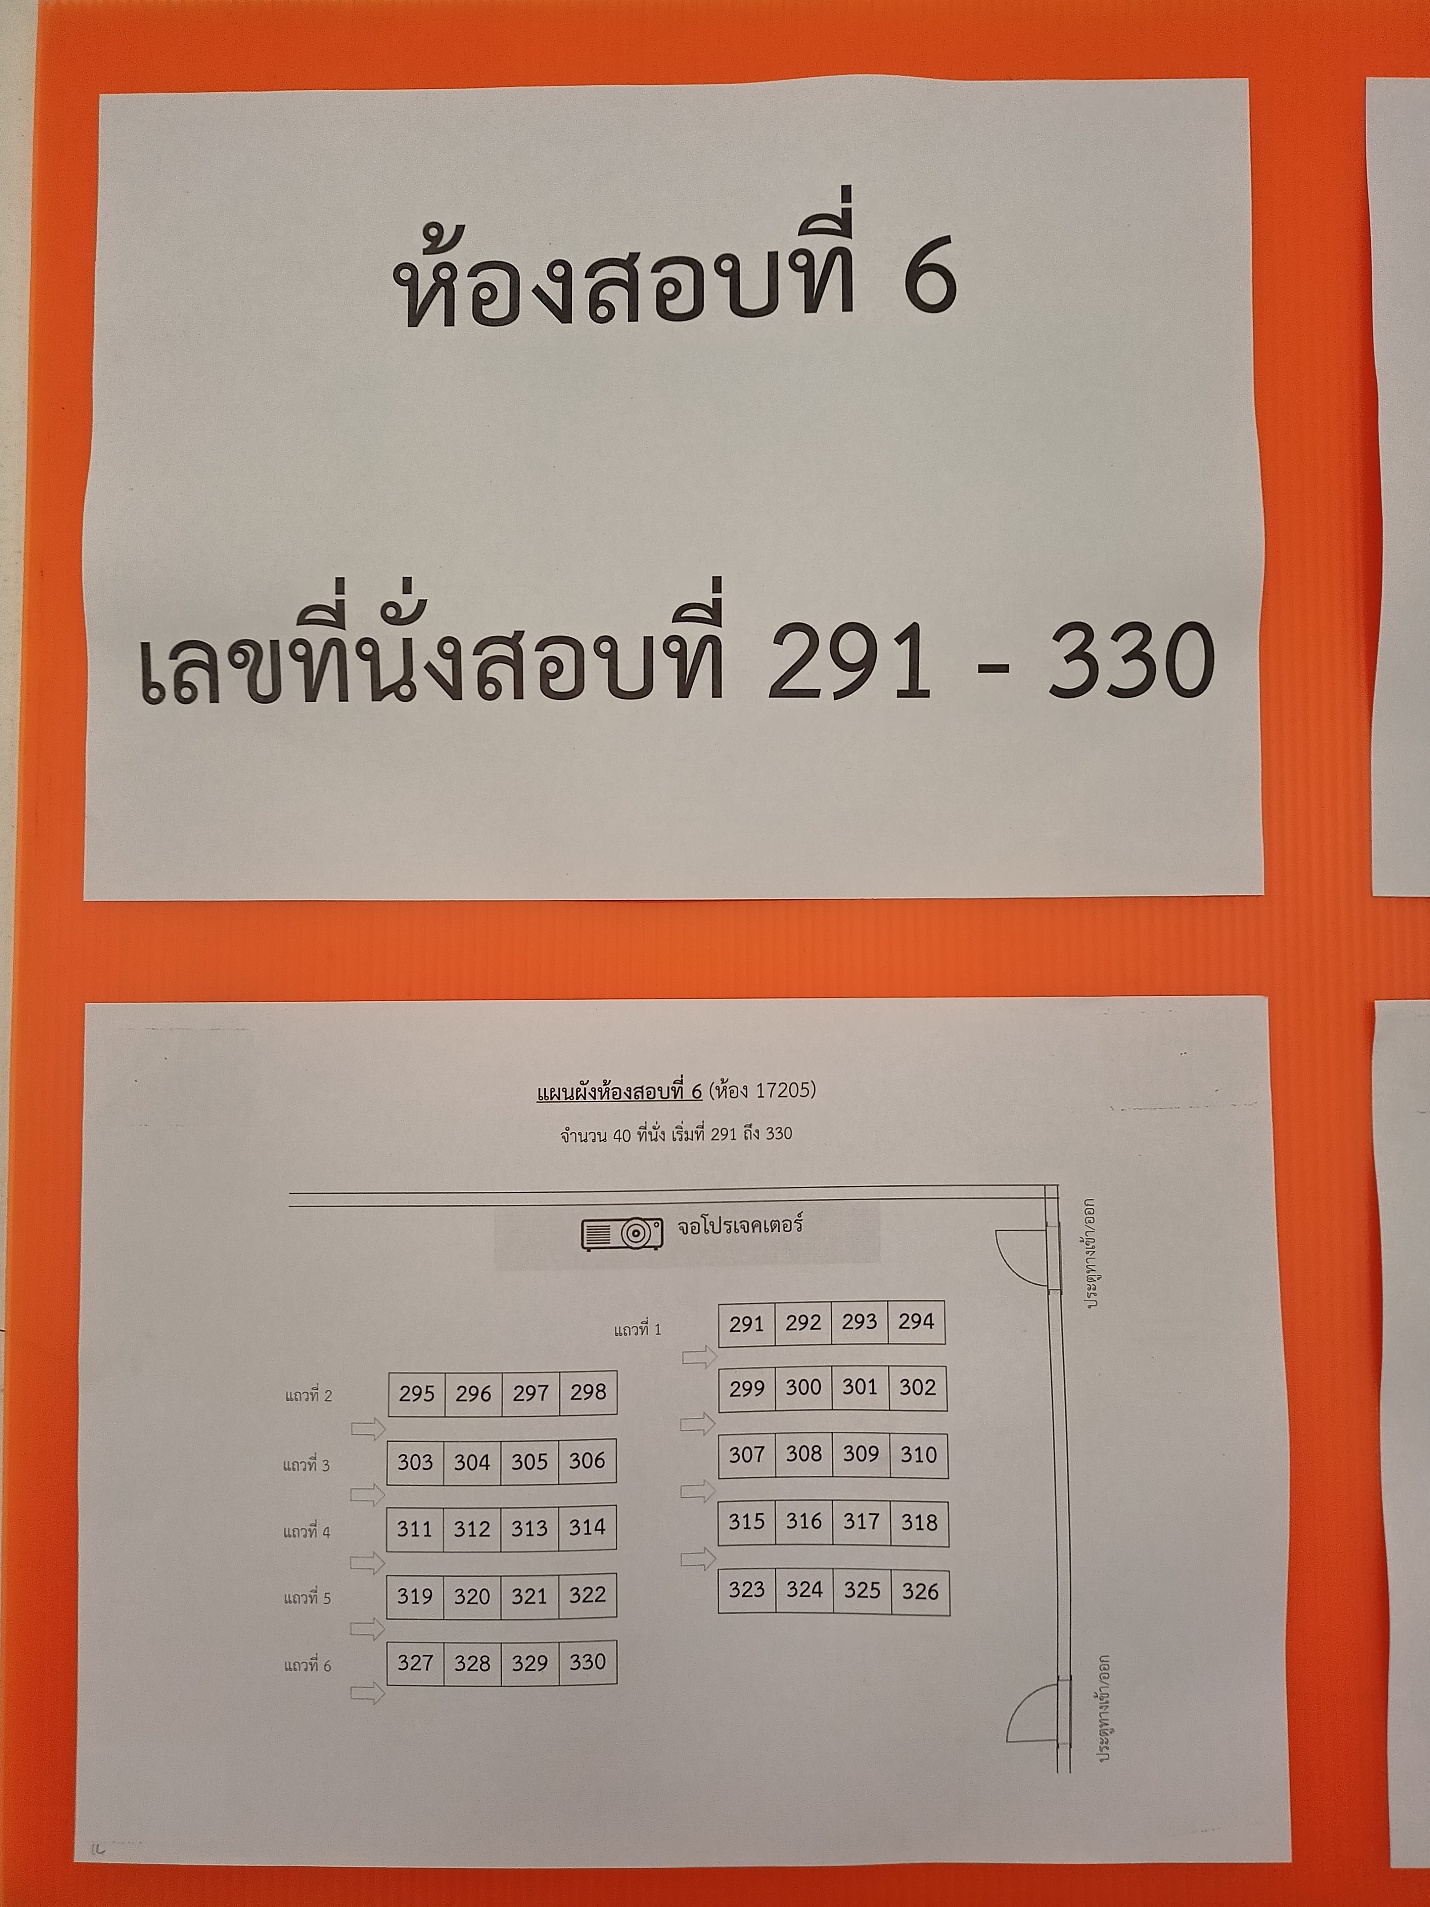 ห้องสอบที่ 6
เลขที่นั่งสอบที่ 291 - 330
แผนผังห้องสอบที่ 6 (ห้อง 17205)
จำนวน 40 ที่นั่ง เริ่มที่ 291 ถึง 330
จอโปรเจคเตอร์
ประตูทางเข้า/ออก
แถวที่ 1 291 292 293 294
แถวที่ 2 295 296 297 298 299 300 301 302
แถวที่ 3 303 304 305 306 307 308 309 310
แถวที่ 4 311 312 313 314 315 316 317 318
แถวที่ 5 319 320 321 322 323 324 325 326
แถวที่ 6 327 328 329 330
ประตูทางเข้า/ออก